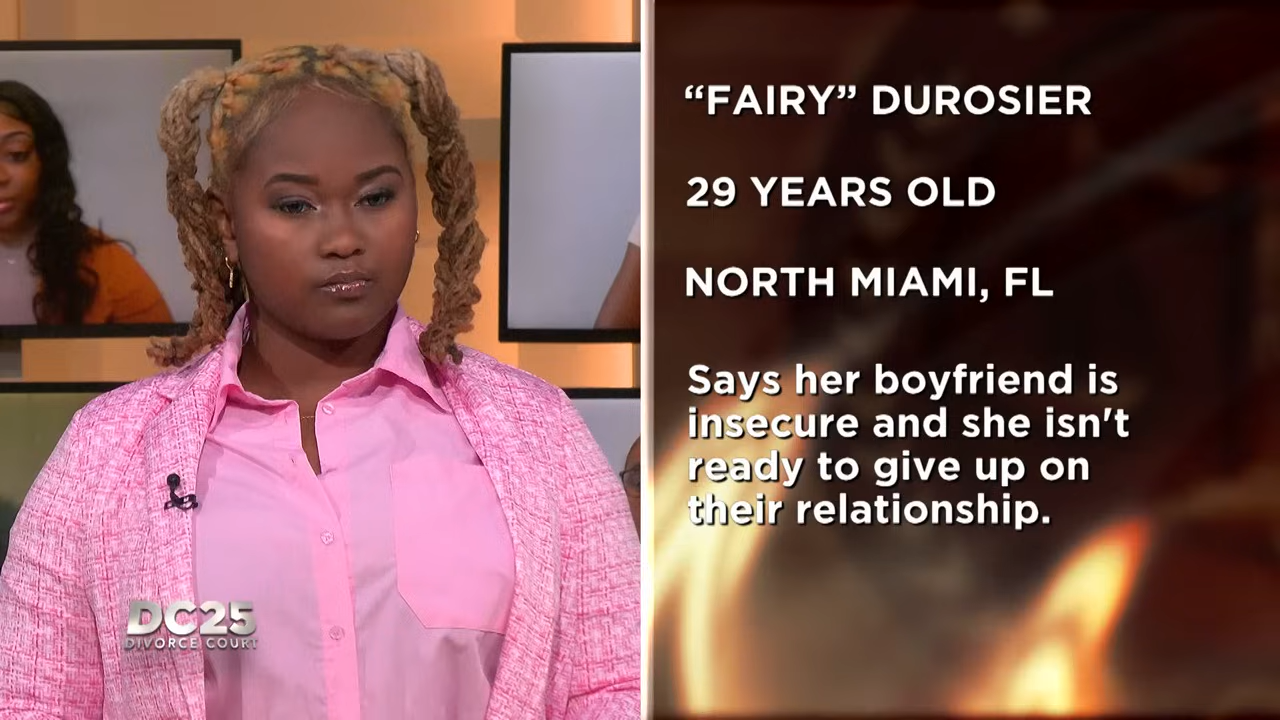 “FAIRY” DUROSIER
29 YEARS OLD
NORTH MIAMI, FL
Says her boyfriend is
insecure and she isn't
ready to give up on
their relationship.
DC25
DIVORCE COURT